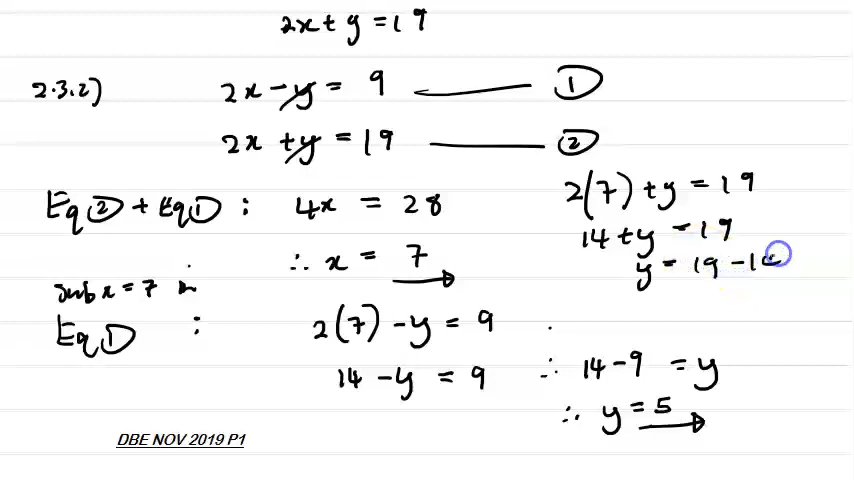 2x + y = 19
2.3.2) 2x - y = 9 ①
2x + y = 19 ②
Eq② + Eq① : 4x = 28
∴ x = 7
sub x = 7 in
Eq① : 2(7) - y = 9
14 - y = 9
2(7) + y = 19
14 + y = 19
y = 19 - 1
∴ 14 - 9 = y
∴ y = 5
DBE NOV 2019 P1